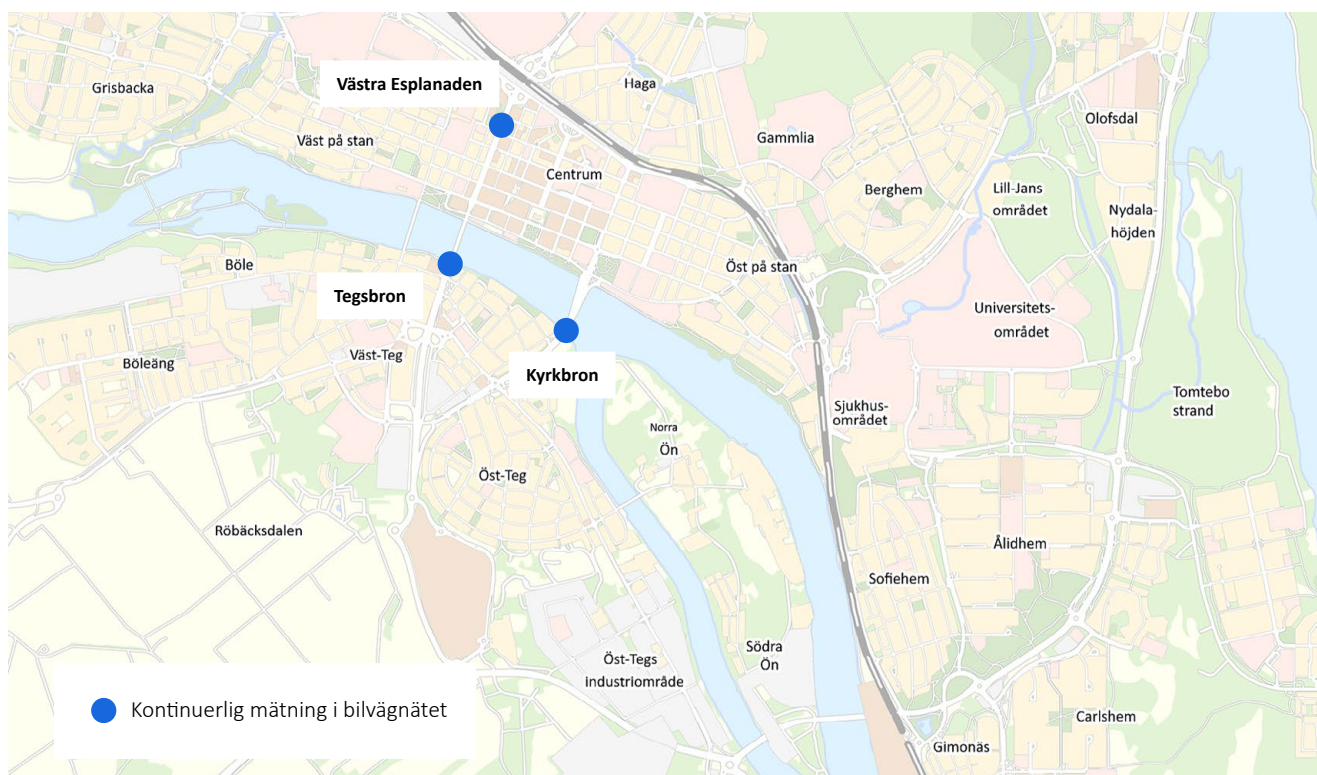 Västra Esplanaden
Grisbacka
Haga
Väst på stan
Gammlia
Olofsdal
Centrum
Berghem
Lill-Jans
området
Nydala-
höjden
Böle
Öst på stan
Tegsbron
Universitets-
området
Väst-Teg
Böleäng
Kyrkbron
Tomtebo
strand
Sjukhus-
området
Norra
Ön
Öst-Teg
Röbäcksdalen
Ålidhem
Sofiehem
Södra
Ön
Öst-Tegs
industriområde
Kontinuerlig mätning i bilvägnätet
Carlshem
Gimonäs